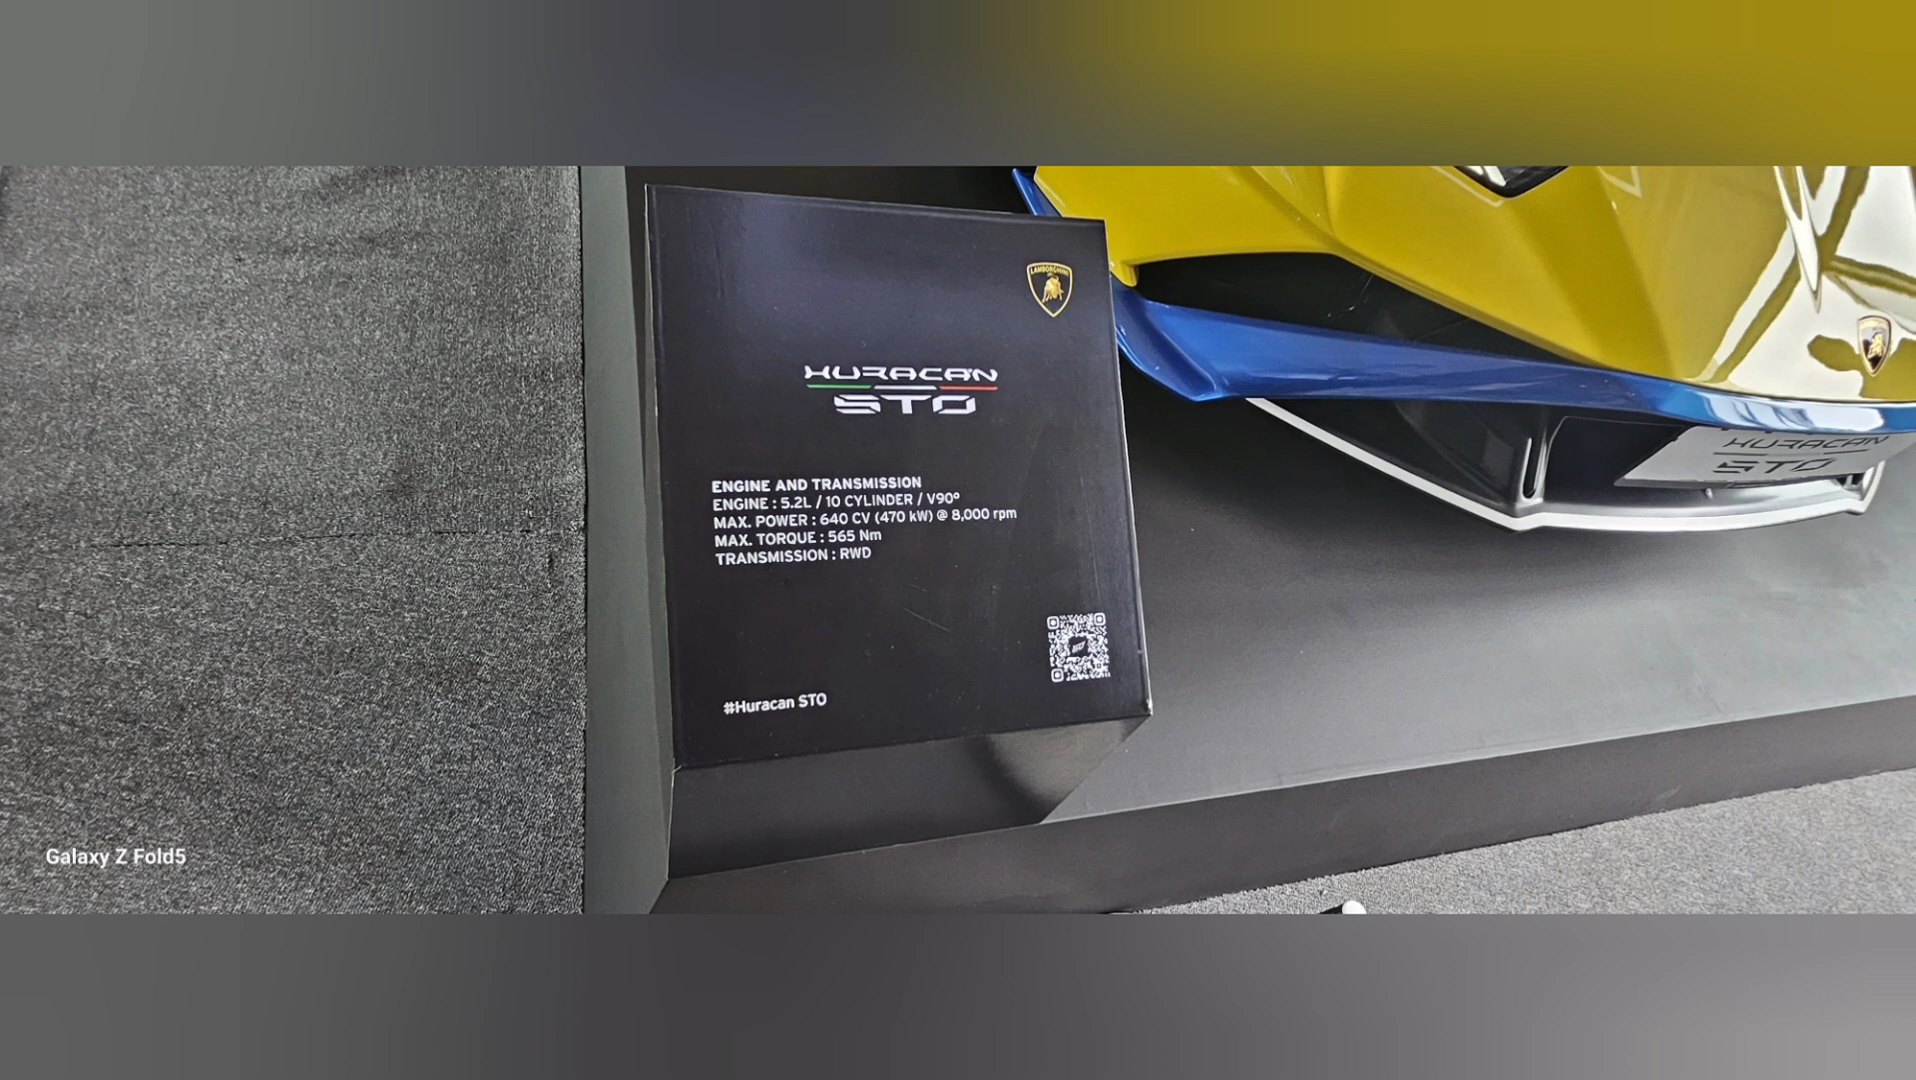 LAMBORGHINI
HURACAN
STO
ENGINE AND TRANSMISSION
ENGINE : 5.2L / 10 CYLINDER / V90º
MAX. POWER : 640 CV (470 kW) @ 8,000 rpm
MAX. TORQUE : 565 Nm
TRANSMISSION : RWD
#Huracan STO
HURACAN
STO
Galaxy Z Fold5